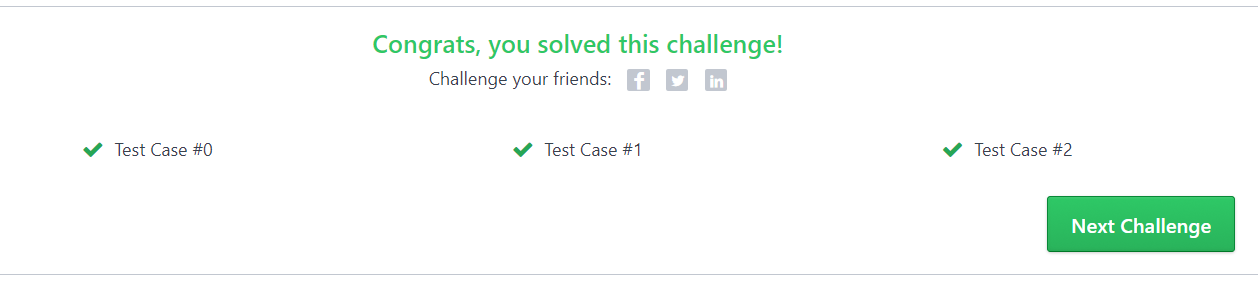 Congrats, you solved this challenge!
Challenge your friends:
Test Case #0
Test Case #1
Test Case #2
Next Challenge